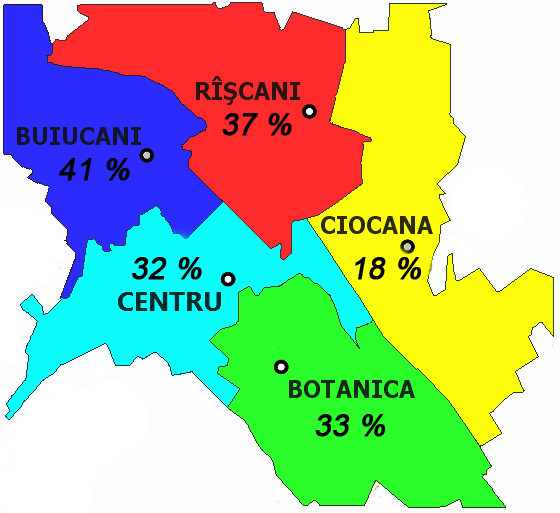 RÎŞCANI
37 %
BUIUCANI
41 %
CIOCANA
18 %
32 %
CENTRU
BOTANICA
33 %